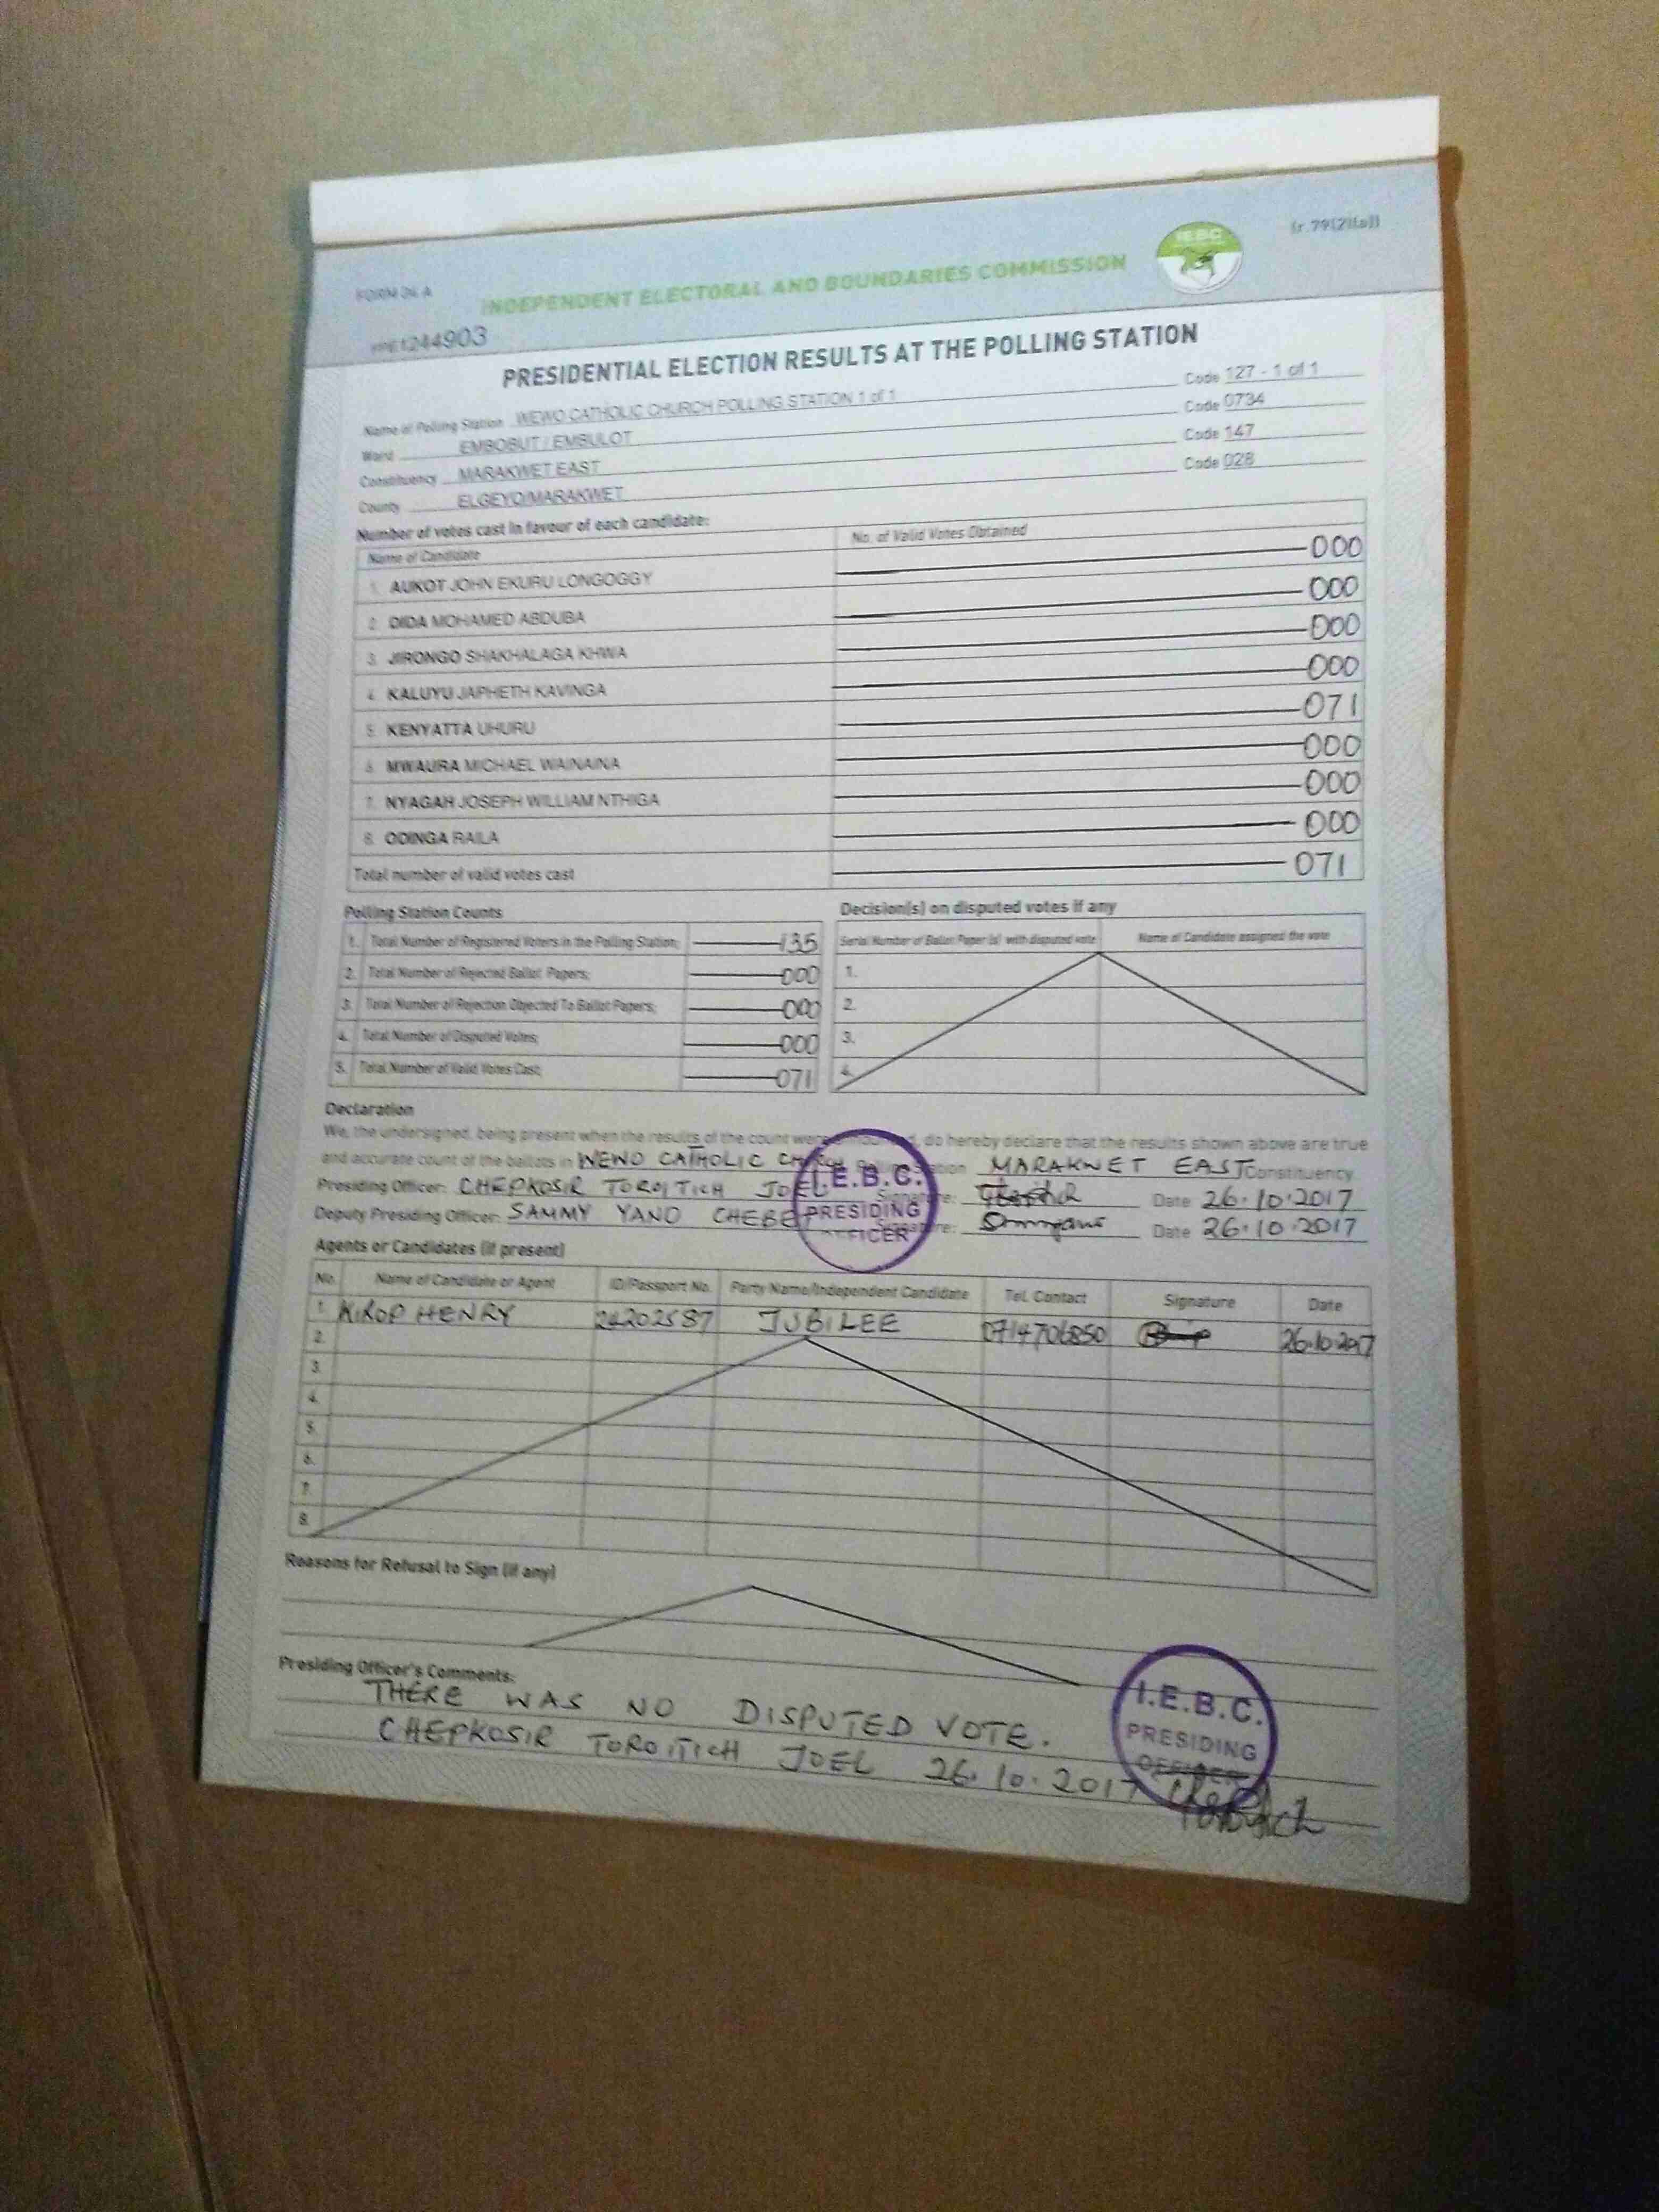 (r.79(2)(a))
I.E.B.C
FORM 34 A
INDEPENDENT ELECTORAL AND BOUNDARIES COMMISSION
1244903
PRESIDENTIAL ELECTION RESULTS AT THE POLLING STATION
Name of Polling Station WEWO CATHOLIC CHURCH POLLING STATION 1 of 1 Code 127 - 1 of 1
Ward EMBOBUT / EMBULOT Code 0734
Constituency MARAKWET EAST Code 147
County ELGEYO/MARAKWET Code 028
Number of votes cast in favour of each candidate:
Name of Candidate No. of Valid Votes Obtained
1. AUKOT JOHN EKURU LONGOGGY 000
2. DIDA MOHAMED ABDUBA 000
3. JIRONGO SHAKHALAGA KHWA 000
4. KALUYU JAPHETH KAVINGA 000
5. KENYATTA UHURU 071
6. MWAURA MICHAEL WAINAINA 000
7. NYAGAH JOSEPH WILLIAM NTHIGA 000
8. ODINGA RAILA 000
Total number of valid votes cast 071
Polling Station Counts
1. Total Number of Registered Voters in the Polling Station; 135
2. Total Number of Rejected Ballot Papers; 000
3. Total Number of Rejection Objected To Ballot Papers; 000
4. Total Number of Disputed Votes; 000
5. Total Number of Valid Votes Cast; 071
Decision(s) on disputed votes if any
Serial Number of Ballot Paper (s) with disputed vote Name of Candidate assigned the vote
1.
2.
3.
4.
Declaration
We, the undersigned, being present when the results of the count were announced, do hereby declare that the results shown above are true
and accurate count of the ballots in WEWO CATHOLIC CHURCH Polling Station MARAKWET EAST Constituency
Presiding Officer: CHEPKOSIR TOROITICH JOEL Signature: Date 26.10.2017
Deputy Presiding Officer: SAMMY YANO CHEBET Signature: Date 26.10.2017
I.E.B.C.
PRESIDING
OFFICER
Agents or Candidates (if present)
No. Name of Candidate or Agent ID/Passport No. Party Name/Independent Candidate Tel. Contact Signature Date
1. KIROP HENRY 24202587 JUBILEE 0714706850 26.10.2017
2.
3.
4.
5.
6.
7.
8.
Reasons for Refusal to Sign (if any)
Presiding Officer's Comments:
THERE WAS NO DISPUTED VOTE.
CHEPKOSIR TOROITICH JOEL 26.10.2017
I.E.B.C.
PRESIDING
OFFICER